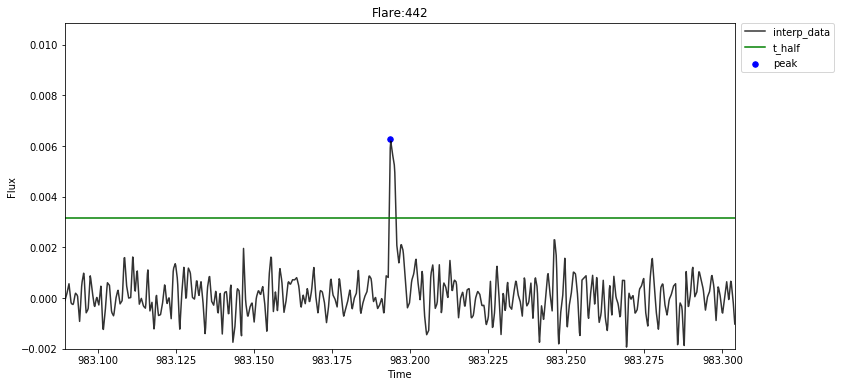 Flare:442
interp_data
t_half
peak
0.010
0.008
0.006
0.004
0.002
0.000
−0.002
Flux
983.100 983.125 983.150 983.175 983.200 983.225 983.250 983.275 983.300
Time